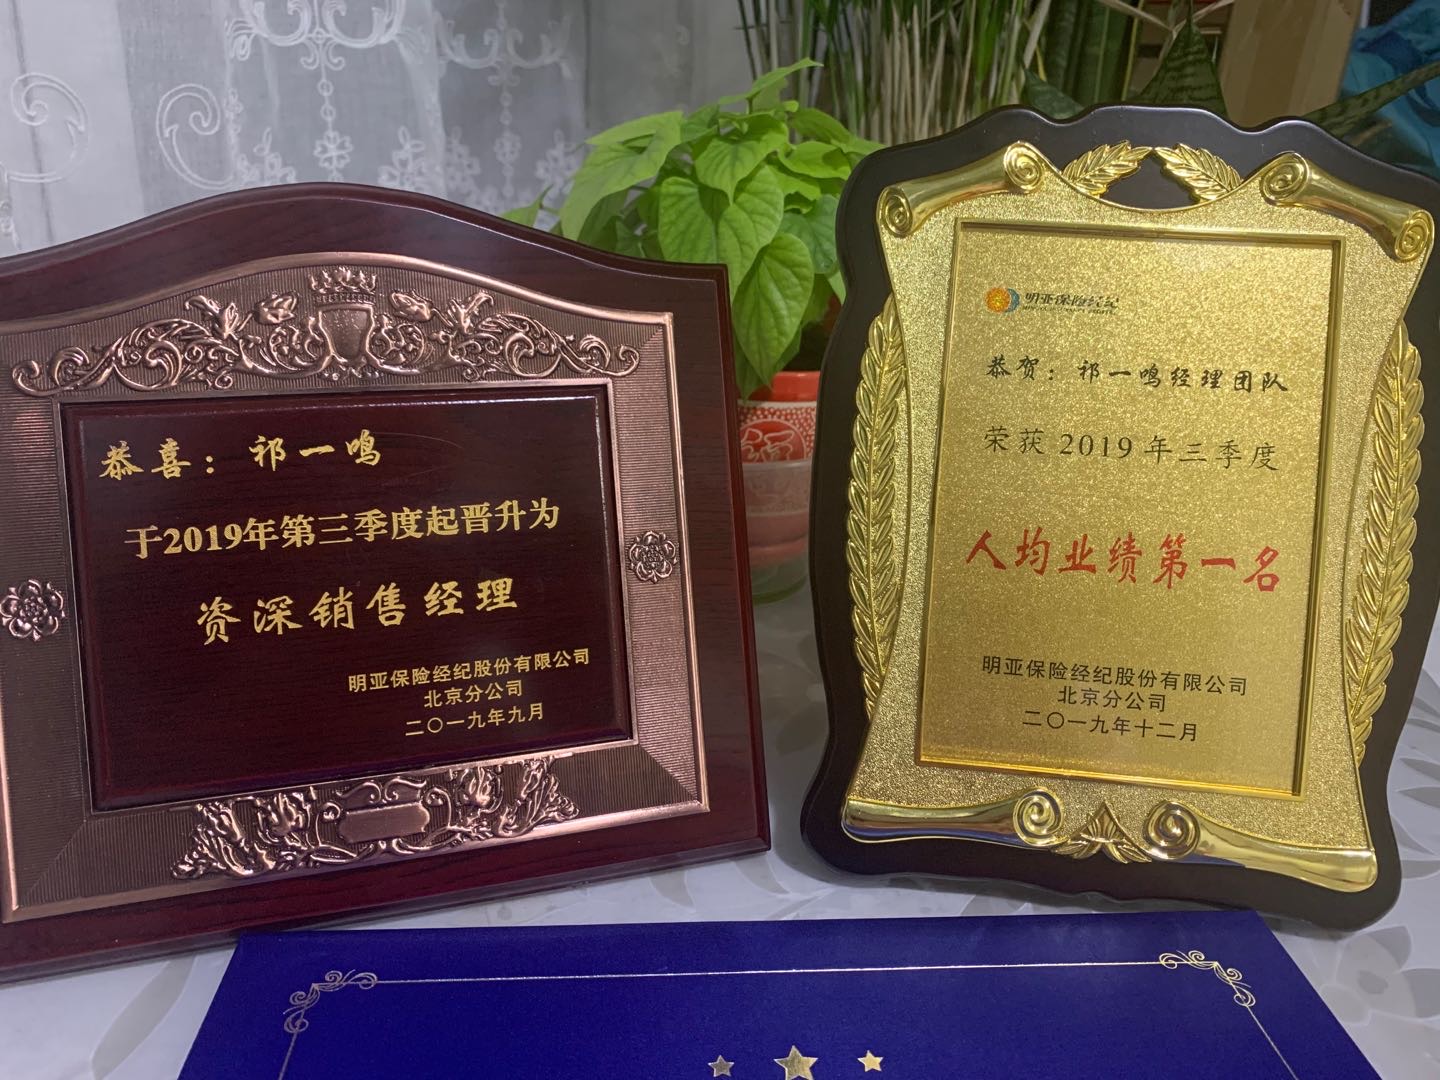 恭喜：祁一鸣
于2019年第三季度起晋升为
资深销售经理
明亚保险经纪股份有限公司
北京分公司
二〇一九年九月
明亚保险经纪
恭贺：祁一鸣经理团队
荣获2019年三季度
人均业绩第一名
明亚保险经纪股份有限公司
北京分公司
二〇一九年十二月